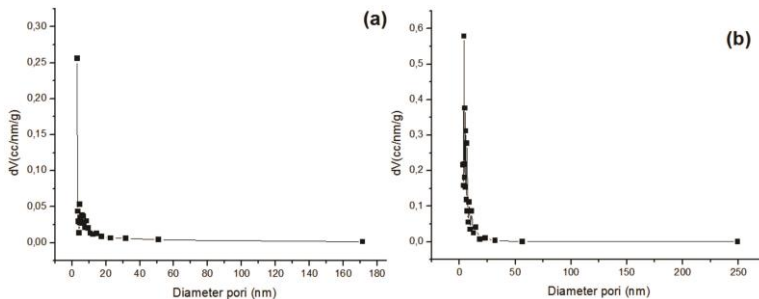 (a)
0,30
0,25
0,20
0,15
0,10
0,05
0,00
dV(cc/nm/g)
0 20 40 60 80 100 120 140 160 180
Diameter pori (nm)
(b)
0,6
0,5
0,4
0,3
0,2
0,1
0,0
dV(cc/nm/g)
0 50 100 150 200 250
Diameter pori (nm)